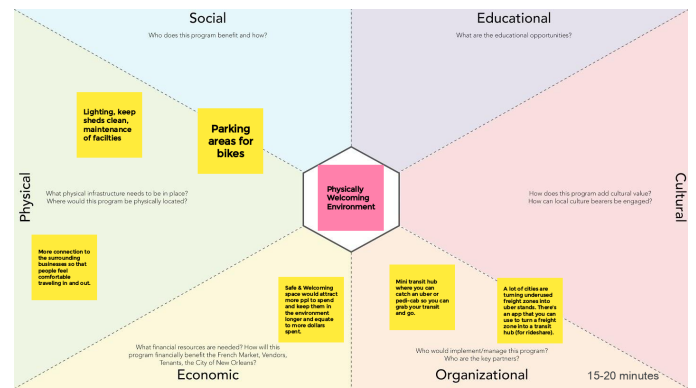 Social
Who does this program benefit and how?
Educational
What are the educational opportunities?
Lighting, keep
sheds clean,
maintenance
of facilties
Parking
areas for
bikes
Physical
What physical infrastructure needs to be in place?
Where would this program be physically located?
Physically
Welcoming
Environment
How does this program add cultural value?
How can local culture bearers be engaged?
Cultural
More connection to
the surrounding
businesses so that
people feel
comfortable
traveling in and out.
Safe & Welcoming
space would attract
more ppl to spend
and keep them in
the environment
longer and equate
to more dollars
spent.
Mini transit hub
where you can
catch an uber or
pedi-cab so you can
grab your transit
and go.
A lot of cities are
turning underused
freight zones into
uber stands. There's
an app that you can
use to turn a freight
zone into a transit
hub (for rideshare).
What financial resources are needed? How will this
program financially benefit the French Market, Vendors,
Tenants, the City of New Orleans?
Economic
Who would implement/manage this program?
Who are the key partners?
Organizational
15-20 minutes